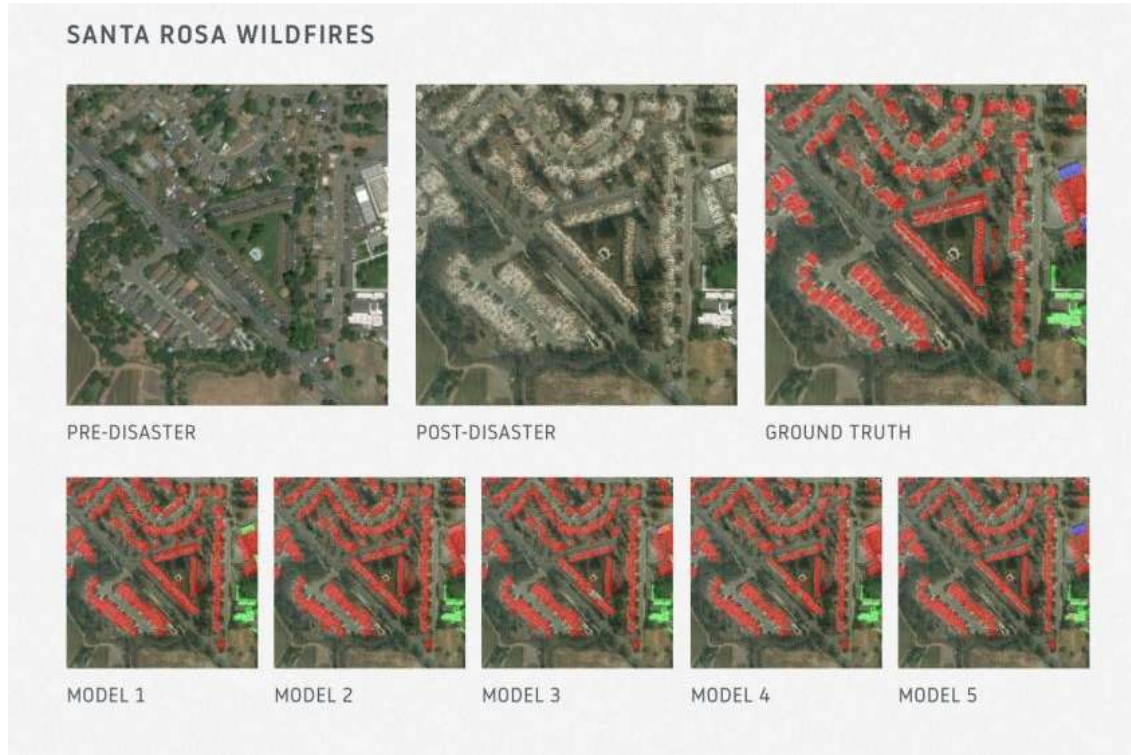 SANTA ROSA WILDFIRES
PRE-DISASTER
POST-DISASTER
GROUND TRUTH
MODEL 1
MODEL 2
MODEL 3
MODEL 4
MODEL 5